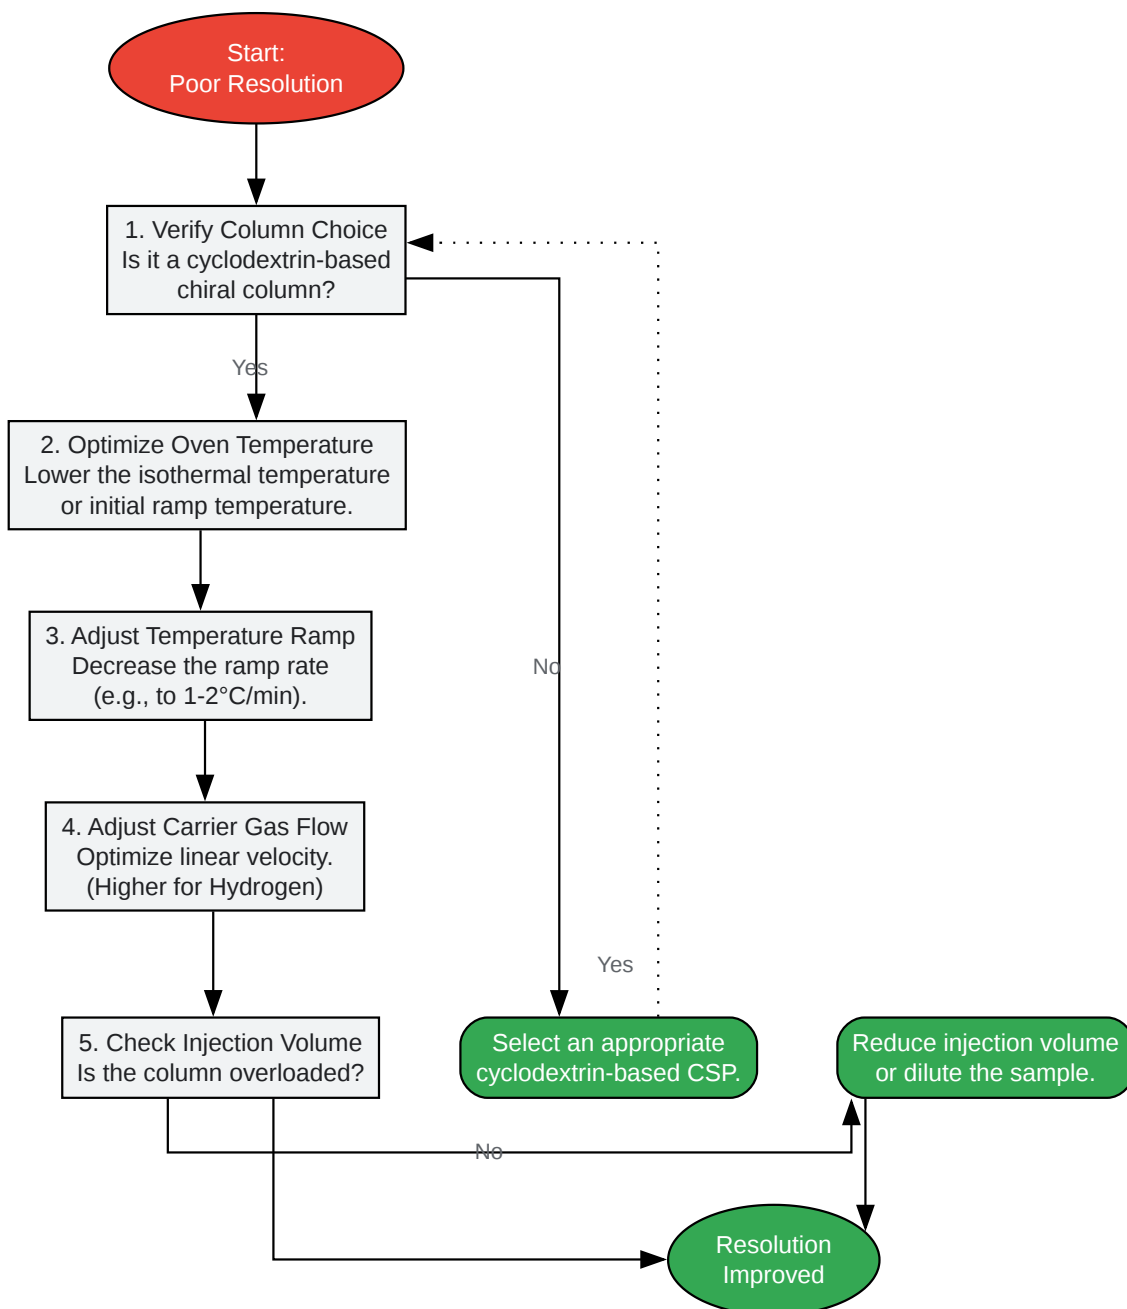 Start:
Poor Resolution
1. Verify Column Choice
Is it a cyclodextrin-based
chiral column?
Yes
2. Optimize Oven Temperature
Lower the isothermal temperature
or initial ramp temperature.
3. Adjust Temperature Ramp
Decrease the ramp rate
(e.g., to 1-2°C/min).
No
4. Adjust Carrier Gas Flow
Optimize linear velocity.
(Higher for Hydrogen)
Yes
5. Check Injection Volume
Is the column overloaded?
Select an appropriate
cyclodextrin-based CSP.
Reduce injection volume
or dilute the sample.
No
Resolution
Improved